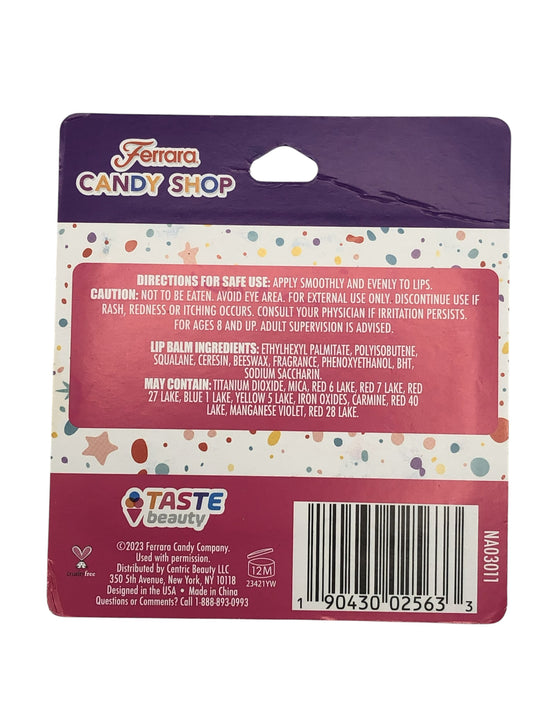 Ferrara
CANDY SHOP
DIRECTIONS FOR SAFE USE: APPLY SMOOTHLY AND EVENLY TO LIPS.
CAUTION: NOT TO BE EATEN. AVOID EYE AREA. FOR EXTERNAL USE ONLY. DISCONTINUE USE IF
RASH, REDNESS OR ITCHING OCCURS. CONSULT YOUR PHYSICIAN IF IRRITATION PERSISTS.
FOR AGES 8 AND UP. ADULT SUPERVISION IS ADVISED.
LIP BALM INGREDIENTS: ETHYLHEXYL PALMITATE, POLYISOBUTENE,
SQUALANE, CERESIN, BEESWAX, FRAGRANCE, PHENOXYETHANOL, BHT,
SODIUM SACCHARIN.
MAY CONTAIN: TITANIUM DIOXIDE, MICA, RED 6 LAKE, RED 7 LAKE, RED
27 LAKE, BLUE 1 LAKE, YELLOW 5 LAKE, IRON OXIDES, CARMINE, RED 40
LAKE, MANGANESE VIOLET, RED 28 LAKE.
TASTE
beauty
©2023 Ferrara Candy Company.
Used with permission.
Distributed by Centric Beauty LLC
350 5th Avenue, New York, NY 10118
Designed in the USA • Made in China
Questions or Comments? Call 1-888-893-0993
cruelty free
12M
23421YW
1 90430 02563 3
NA03011